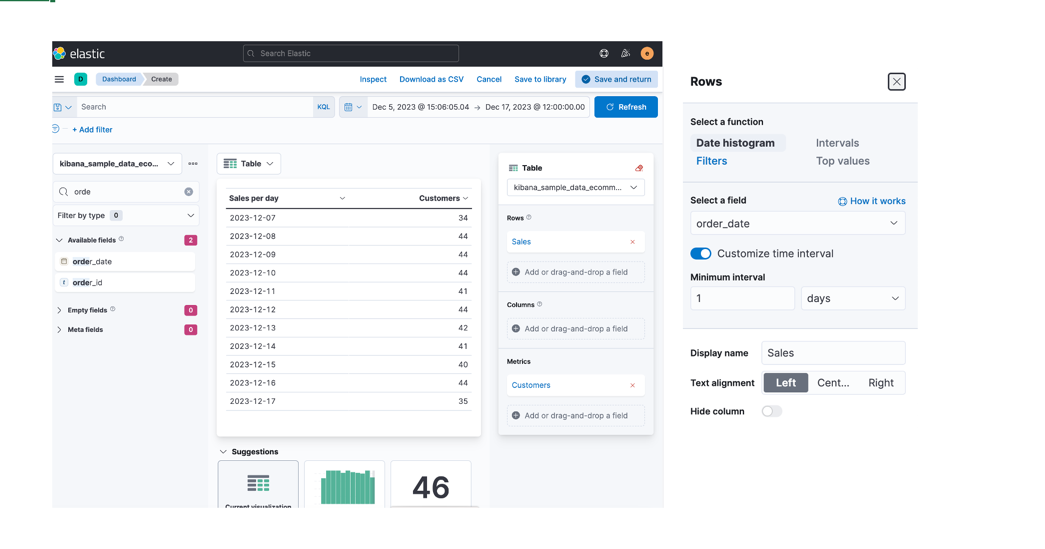 elastic
Search Elastic
e
D
Dashboard
Create
Inspect
Download as CSV
Cancel
Save to library
Save and return
Search
KQL
Dec 5, 2023 @ 15:06:05.04 → Dec 17, 2023 @ 12:00:00.00
Refresh
+ Add filter
kibana_sample_data_eco...
orde
Filter by type 0
Available fields 2
order_date
order_id
Empty fields 0
Meta fields 0
Table
Sales per day Customers
2023-12-07 34
2023-12-08 44
2023-12-09 44
2023-12-10 44
2023-12-11 41
2023-12-12 44
2023-12-13 42
2023-12-14 41
2023-12-15 40
2023-12-16 44
2023-12-17 35
Suggestions
Current visualization
46
Table
kibana_sample_data_ecomm...
Rows
Sales
Add or drag-and-drop a field
Columns
Add or drag-and-drop a field
Metrics
Customers
Add or drag-and-drop a field
Rows
Select a function
Date histogram Intervals
Filters Top values
Select a field How it works
order_date
Customize time interval
Minimum interval
1 days
Display name Sales
Text alignment Left Cent... Right
Hide column